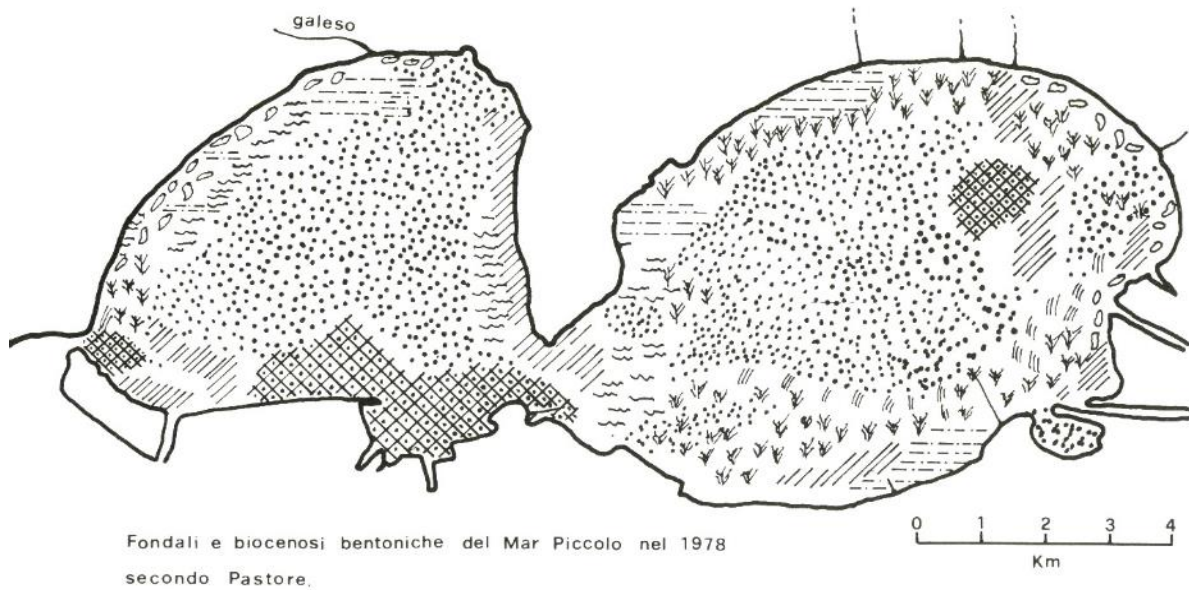 galeso
0 1 2 3 4
Km
Fondali e biocenosi bentoniche del Mar Piccolo nel 1978
secondo Pastore.